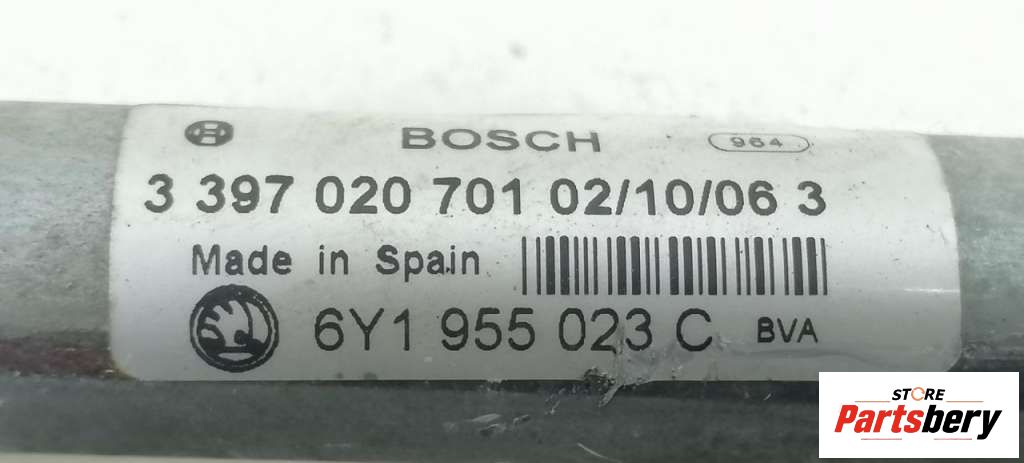 BOSCH 964
3 397 020 701 02/10/06 3
Made in Spain
6Y1 955 023 C BVA
STORE
Partsbery